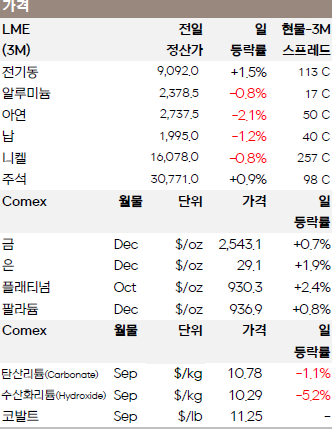 가격
LME 전일 일 현물-3M
(3M) 정산가 등락률 스프레드
전기동 9,092.0 +1.5% 113 C
알루미늄 2,378.5 -0.8% 17 C
아연 2,737.5 -2.1% 50 C
납 1,995.0 -1.2% 40 C
니켈 16,078.0 -0.8% 257 C
주석 30,771.0 +0.9% 98 C
Comex 월물 단위 가격 일
등락률
금 Dec $/oz 2,543.1 +0.7%
은 Dec $/oz 29.1 +1.9%
플래티넘 Oct $/oz 930.3 +2.4%
팔라듐 Dec $/oz 936.9 +0.8%
Comex 월물 단위 가격 일
등락률
탄산리튬(Carbonate) Sep $/kg 10.78 -1.1%
수산화리튬(Hydroxide) Sep $/kg 10.29 -5.2%
코발트 Sep $/lb 11.25 -